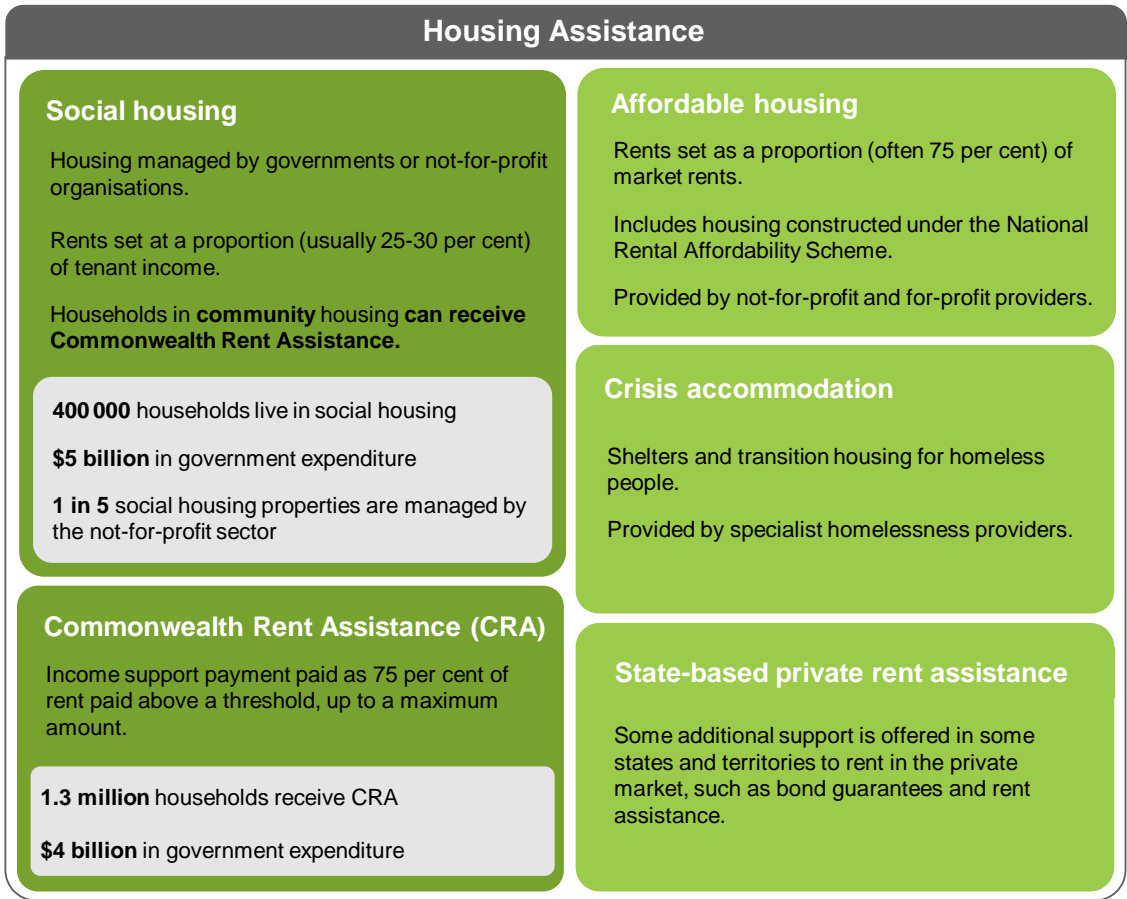 Housing Assistance
Social housing
Housing managed by governments or not-for-profit
organisations.
Rents set at a proportion (usually 25-30 per cent)
of tenant income.
Households in community housing can receive
Commonwealth Rent Assistance.
400 000 households live in social housing
$5 billion in government expenditure
1 in 5 social housing properties are managed by
the not-for-profit sector
Commonwealth Rent Assistance (CRA)
Income support payment paid as 75 per cent of
rent paid above a threshold, up to a maximum
amount.
1.3 million households receive CRA
$4 billion in government expenditure
Affordable housing
Rents set as a proportion (often 75 per cent) of
market rents.
Includes housing constructed under the National
Rental Affordability Scheme.
Provided by not-for-profit and for-profit providers.
Crisis accommodation
Shelters and transition housing for homeless
people.
Provided by specialist homelessness providers.
State-based private rent assistance
Some additional support is offered in some
states and territories to rent in the private
market, such as bond guarantees and rent
assistance.